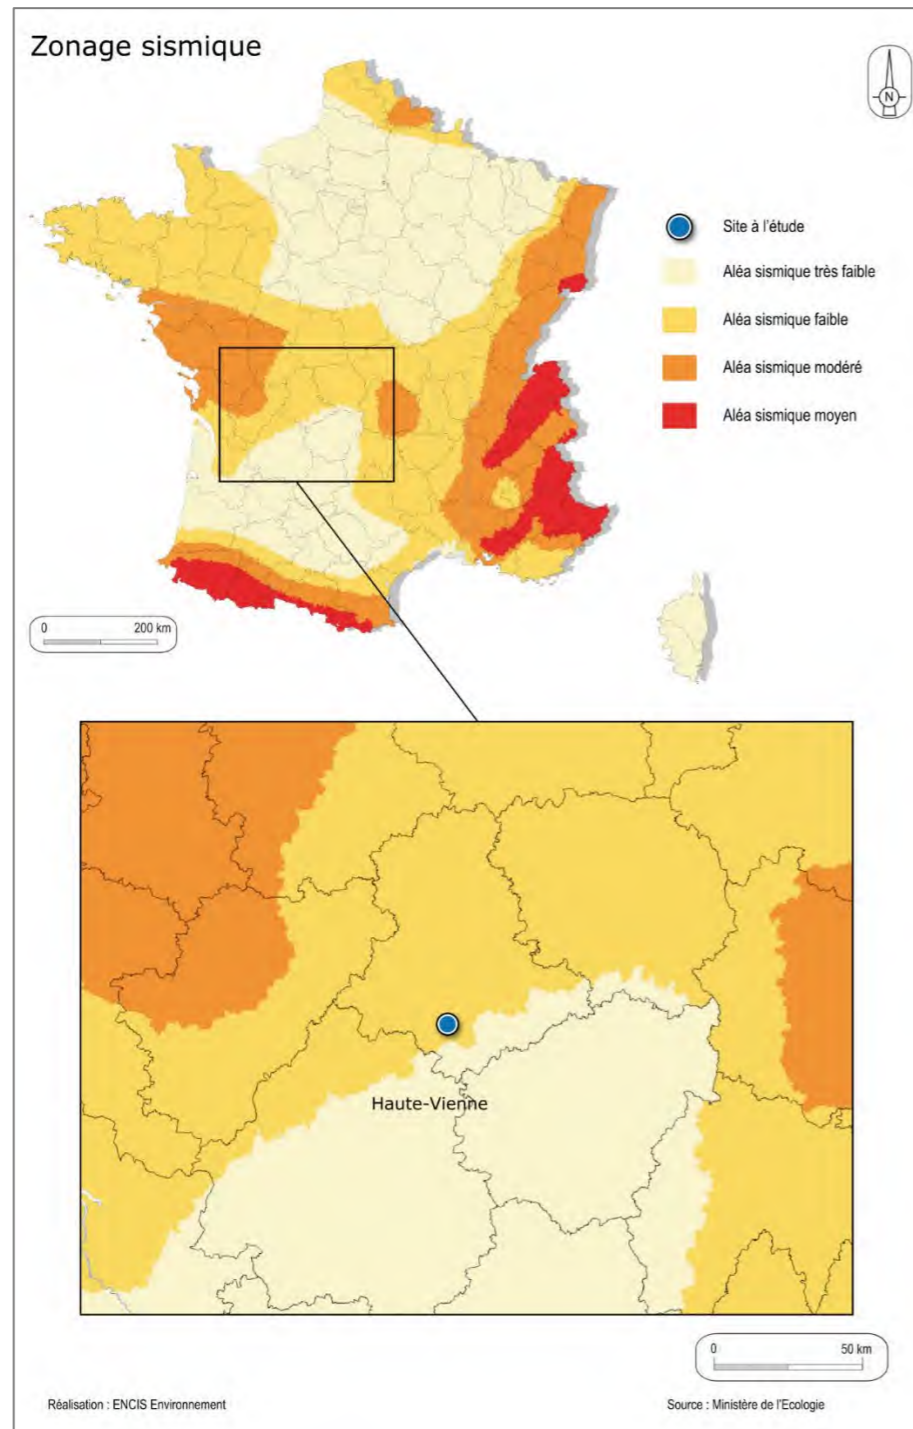 Zonage sismique
N
Site à l'étude
Aléa sismique très faible
Aléa sismique faible
Aléa sismique modéré
Aléa sismique moyen
0 200 km
Haute-Vienne
0 50 km
Réalisation : ENCIS Environnement
Source : Ministère de l'Ecologie